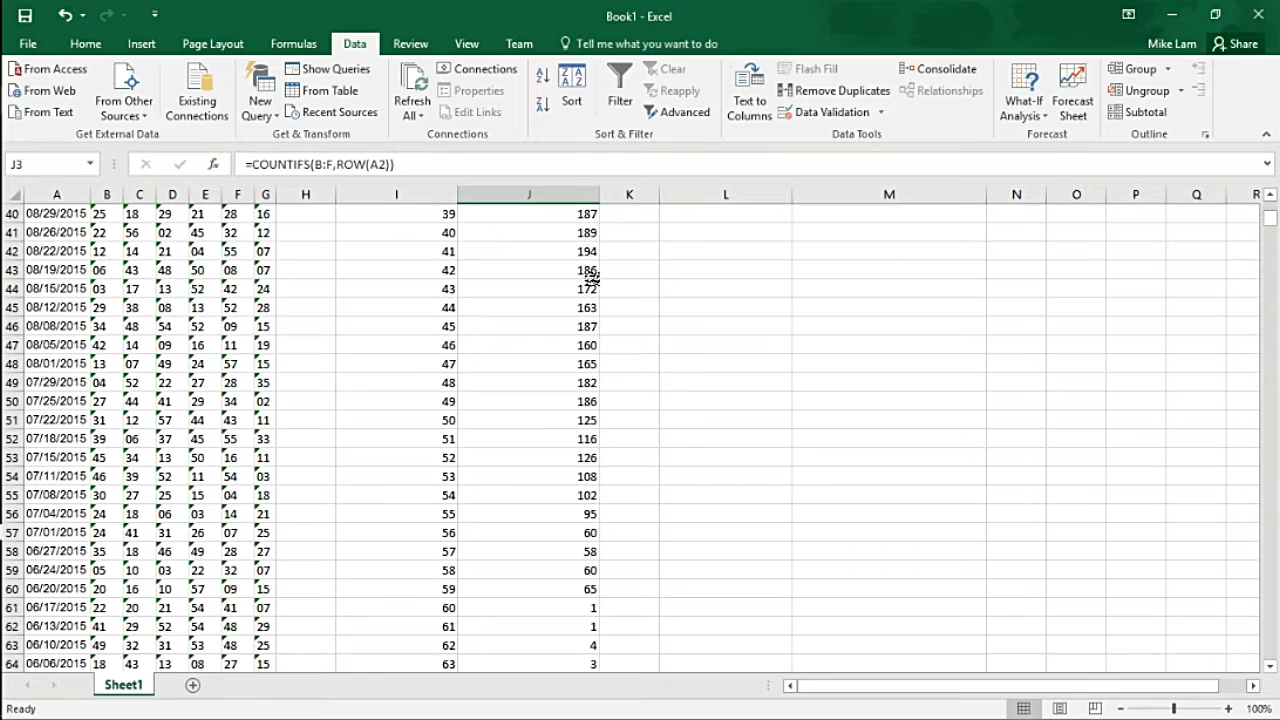 Book1 - Excel
File Home Insert Page Layout Formulas Data Review View Team Tell me what you want to do Mike Lam Share
From Access
From Web
From Text
From Other Sources
Existing Connections
Get External Data
New Query
Show Queries
From Table
Recent Sources
Get & Transform
Refresh All
Connections
Properties
Edit Links
Connections
Sort
Filter
Clear
Reapply
Advanced
Sort & Filter
Text to Columns
Flash Fill
Remove Duplicates
Data Validation
Consolidate
Relationships
Data Tools
What-If Analysis
Forecast Sheet
Forecast
Group
Ungroup
Subtotal
Outline
J3 fx =COUNTIFS(B:F,ROW(A2))
A B C D E F G H I J K L M N O P Q R
40 08/29/2015 25 18 29 21 28 16 39 187
41 08/26/2015 22 56 02 45 32 12 40 189
42 08/22/2015 12 14 21 04 55 07 41 194
43 08/19/2015 06 43 48 50 08 07 42 186
44 08/15/2015 03 17 13 52 42 24 43 172
45 08/12/2015 29 38 08 13 52 28 44 163
46 08/08/2015 34 48 54 52 09 15 45 187
47 08/05/2015 42 14 09 16 11 19 46 160
48 08/01/2015 13 07 49 24 57 15 47 165
49 07/29/2015 04 52 22 27 28 35 48 182
50 07/25/2015 27 44 41 29 34 02 49 186
51 07/22/2015 31 12 57 44 43 11 50 125
52 07/18/2015 39 06 37 45 55 33 51 116
53 07/15/2015 45 34 13 50 16 11 52 126
54 07/11/2015 46 39 52 11 54 03 53 108
55 07/08/2015 30 27 25 15 04 18 54 102
56 07/04/2015 24 18 06 03 14 21 55 95
57 07/01/2015 24 41 31 26 07 25 56 60
58 06/27/2015 35 18 46 49 28 27 57 58
59 06/24/2015 05 10 03 22 32 07 58 60
60 06/20/2015 20 16 10 57 09 15 59 65
61 06/17/2015 22 20 21 54 41 07 60 1
62 06/13/2015 41 29 52 54 48 29 61 1
63 06/10/2015 49 32 31 53 48 25 62 4
64 06/06/2015 18 43 13 08 27 15 63 3
Sheet1
Ready 100%